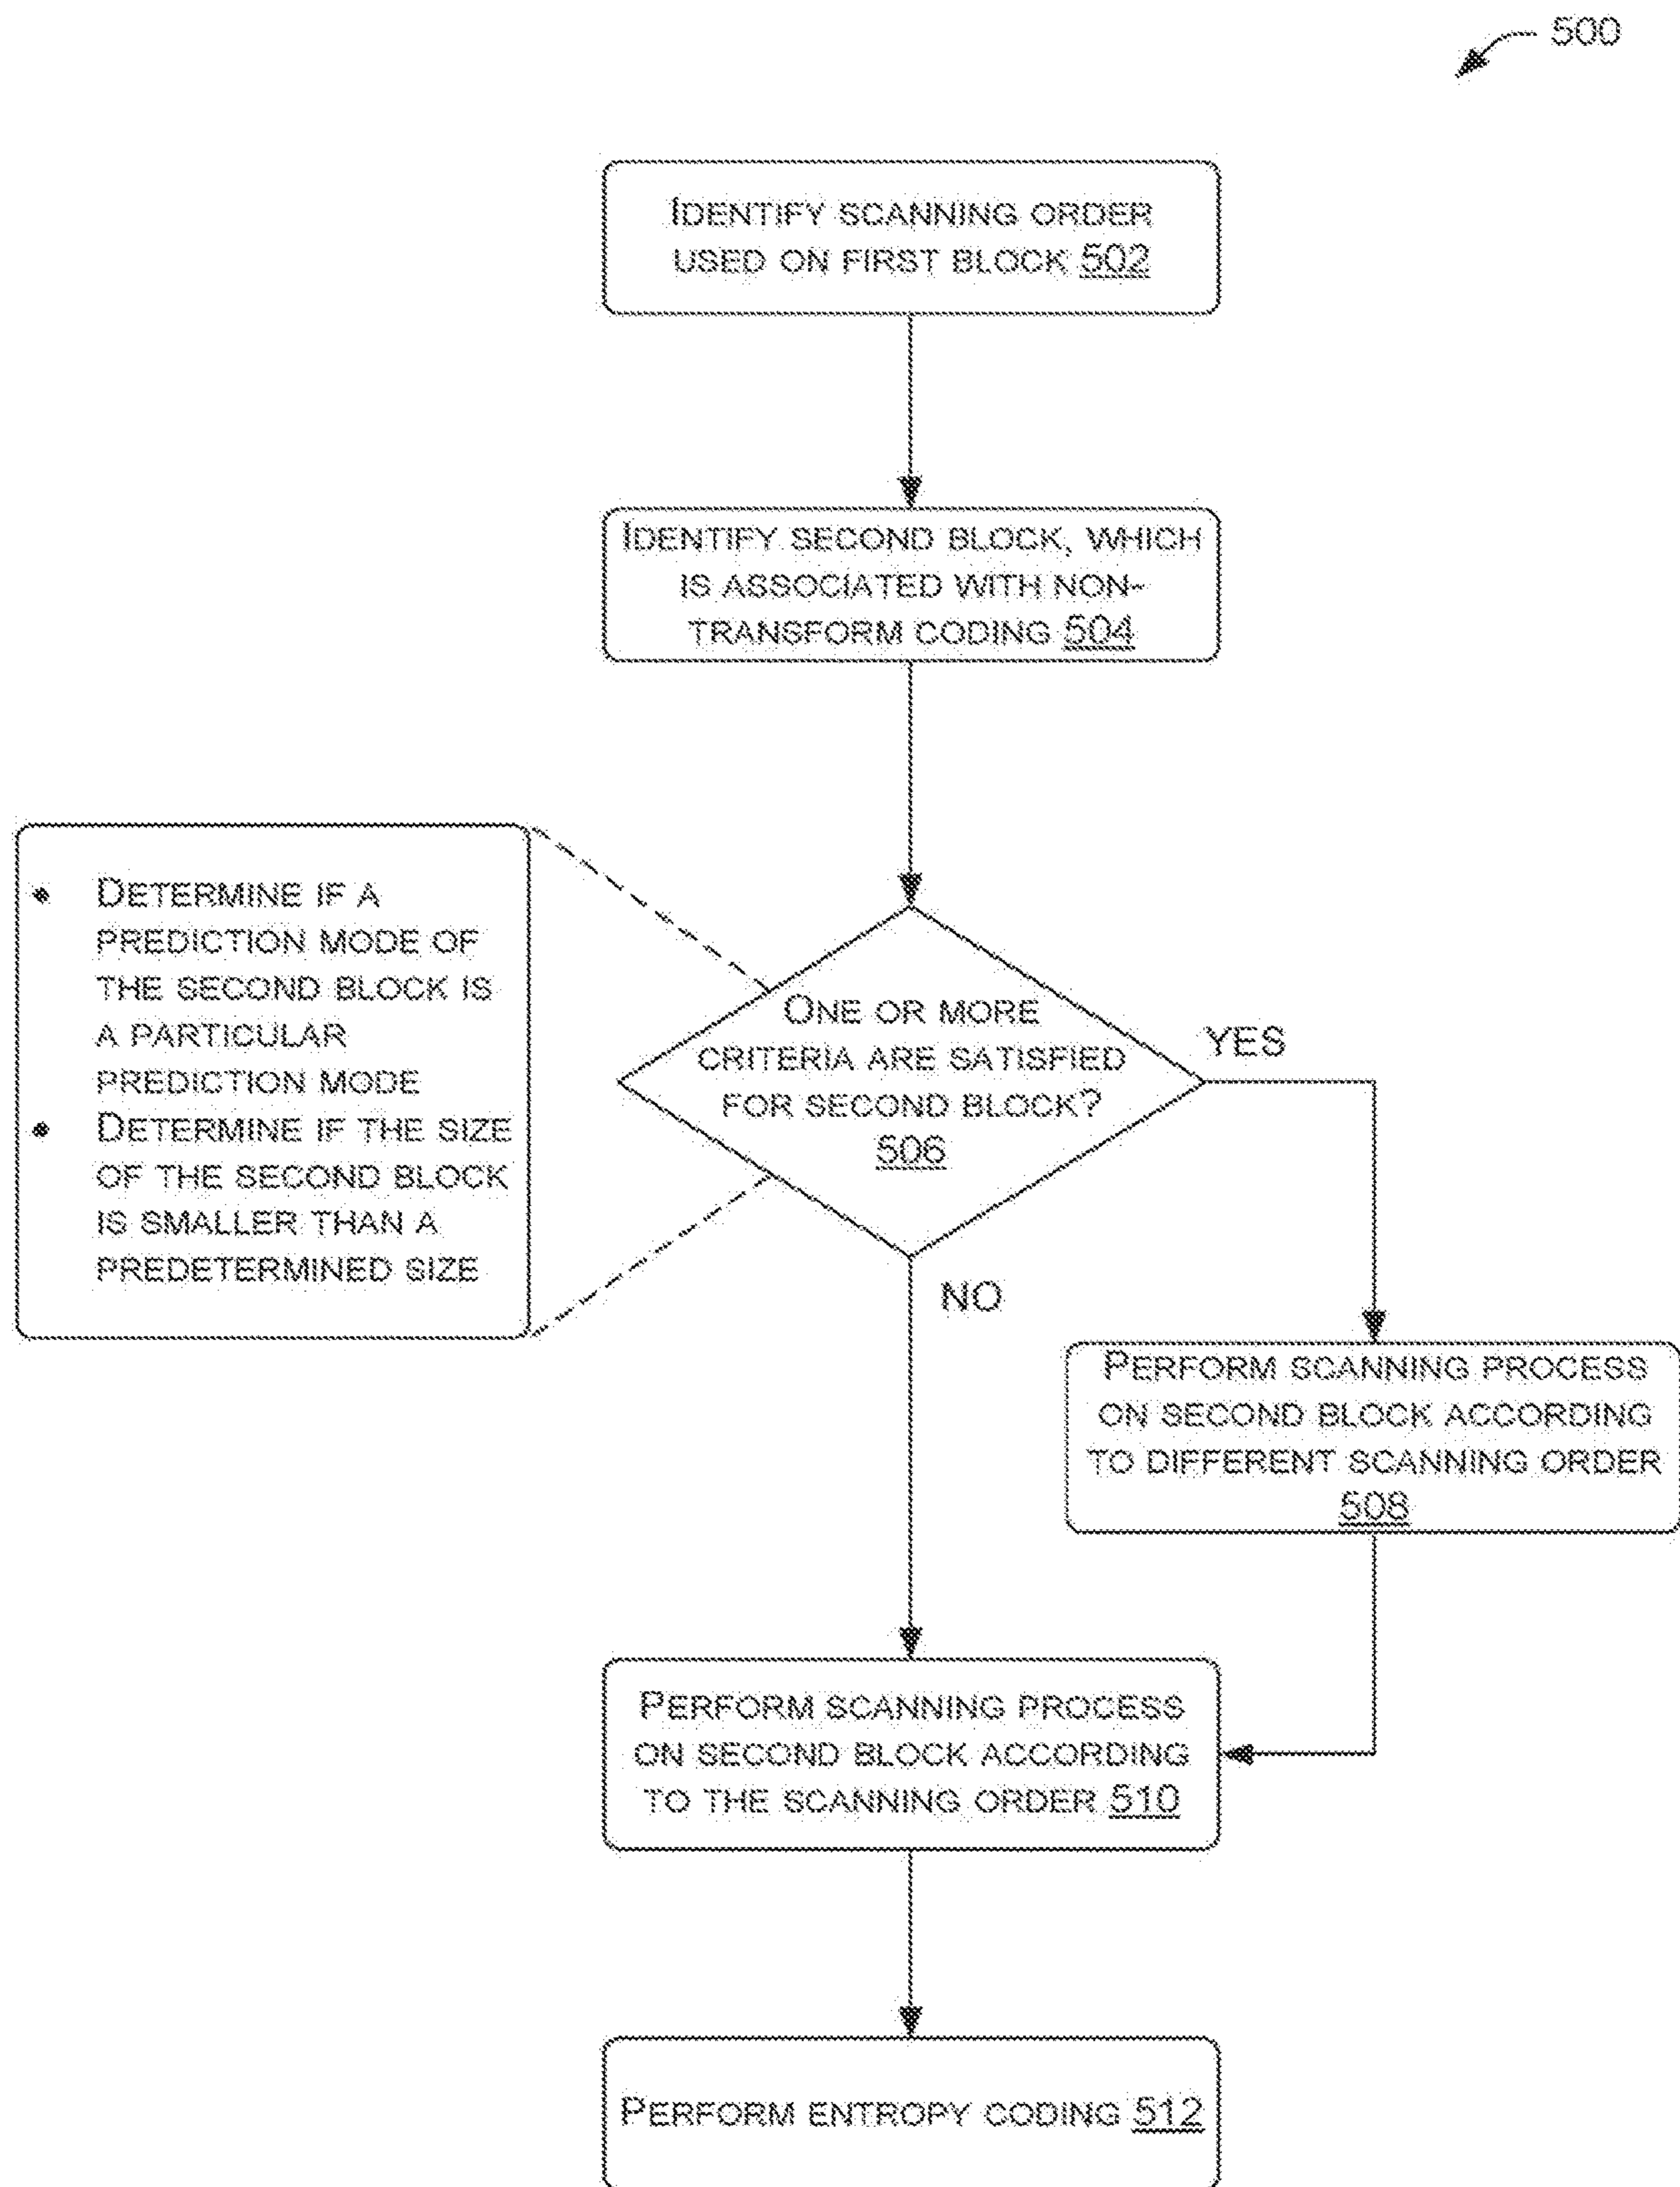 500
IDENTIFY SCANNING ORDER
USED ON FIRST BLOCK 502
IDENTIFY SECOND BLOCK, WHICH
IS ASSOCIATED WITH NON-
TRANSFORM CODING 504
• DETERMINE IF A
PREDICTION MODE OF
THE SECOND BLOCK IS
A PARTICULAR
PREDICTION MODE
• DETERMINE IF THE SIZE
OF THE SECOND BLOCK
IS SMALLER THAN A
PREDETERMINED SIZE
ONE OR MORE
CRITERIA ARE SATISFIED
FOR SECOND BLOCK?
506
YES
NO
PERFORM SCANNING PROCESS
ON SECOND BLOCK ACCORDING
TO DIFFERENT SCANNING ORDER
508
PERFORM SCANNING PROCESS
ON SECOND BLOCK ACCORDING
TO THE SCANNING ORDER 510
PERFORM ENTROPY CODING 512